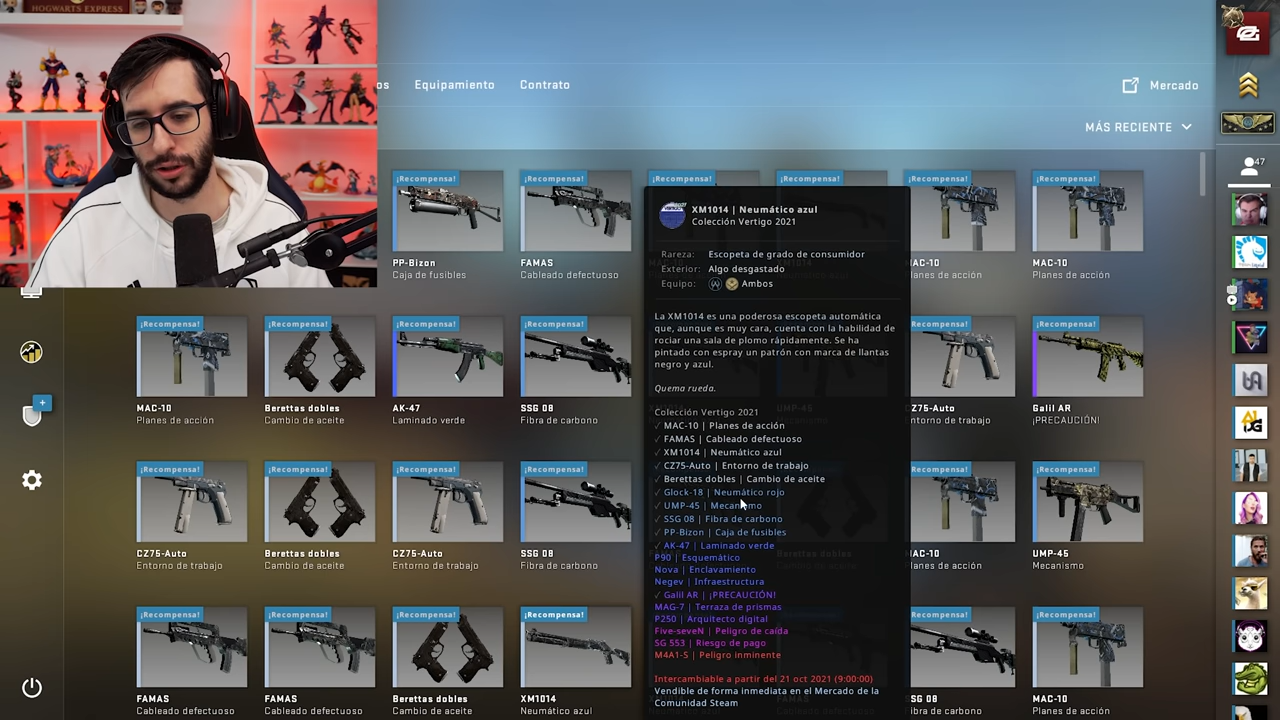 HOGWARTS EXPRESS
os
Equipamiento
Contrato
Mercado
MÁS RECIENTE
47
¡Recompensa!
¡Recompensa!
¡Recompensa!
¡Recompensa!
¡Recompensa!
¡Recompensa!
PP-Bizon
Caja de fusibles
FAMAS
Cableado defectuoso
MAC-10
Planes de acción
MAC-10
Planes de acción
XM1014 | Neumático azul
Colección Vertigo 2021
Rareza: Escopeta de grado de consumidor
Exterior: Algo desgastado
Equipo: Ambos
La XM1014 es una poderosa escopeta automática
que, aunque es muy cara, cuenta con la habilidad de
rociar una sala de plomo rápidamente. Se ha
pintado con espray un patrón con marca de llantas
negro y azul.
Quema rueda.
Colección Vertigo 2021
✓ MAC-10 | Planes de acción
✓ FAMAS | Cableado defectuoso
✓ XM1014 | Neumático azul
✓ CZ75-Auto | Entorno de trabajo
✓ Berettas dobles | Cambio de aceite
✓ Glock-18 | Neumático rojo
✓ UMP-45 | Mecanismo
✓ SSG 08 | Fibra de carbono
✓ PP-Bizon | Caja de fusibles
✓ AK-47 | Laminado verde
P90 | Esquemático
Nova | Enclavamiento
Negev | Infraestructura
✓ Galil AR | ¡PRECAUCIÓN!
MAG-7 | Terraza de prismas
P250 | Arquitecto digital
Five-seveN | Peligro de caída
SG 553 | Riesgo de pago
M4A1-S | Peligro inminente
Intercambiable a partir del 21 oct 2021 (9:00:00)
Vendible de forma inmediata en el Mercado de la
Comunidad Steam
¡Recompensa!
¡Recompensa!
¡Recompensa!
¡Recompensa!
¡Recompensa!
¡Recompensa!
MAC-10
Planes de acción
Berettas dobles
Cambio de aceite
AK-47
Laminado verde
SSG 08
Fibra de carbono
CZ75-Auto
Entorno de trabajo
Galil AR
¡PRECAUCIÓN!
¡Recompensa!
¡Recompensa!
¡Recompensa!
¡Recompensa!
¡Recompensa!
¡Recompensa!
CZ75-Auto
Entorno de trabajo
Berettas dobles
Cambio de aceite
CZ75-Auto
Entorno de trabajo
SSG 08
Fibra de carbono
Berettas dobles
MAC-10
Planes de acción
UMP-45
Mecanismo
¡Recompensa!
¡Recompensa!
¡Recompensa!
¡Recompensa!
¡Recompensa!
¡Recompensa!
FAMAS
Cableado defectuoso
FAMAS
Cableado defectuoso
Berettas dobles
Cambio de aceite
XM1014
Neumático azul
SSG 08
Fibra de carbono
MAC-10
Planes de acción